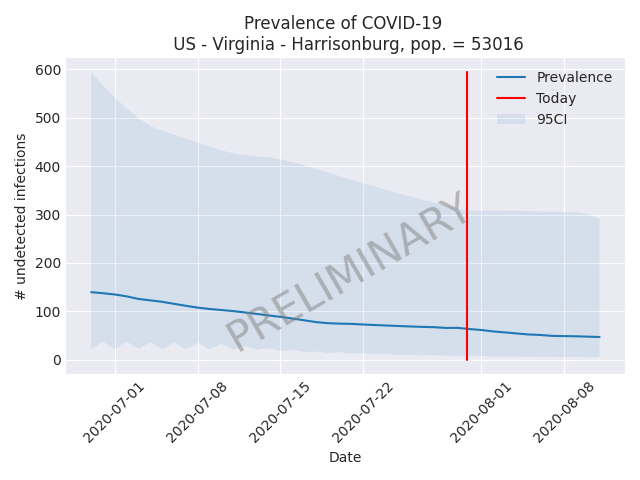 Prevalence of COVID-19
US - Virginia - Harrisonburg, pop. = 53016
600
500
400
300
200
100
0
# undetected infections
Prevalence
Today
95CI
PRELIMINARY
2020-07-01
2020-07-08
2020-07-15
2020-07-22
2020-08-01
2020-08-08
Date